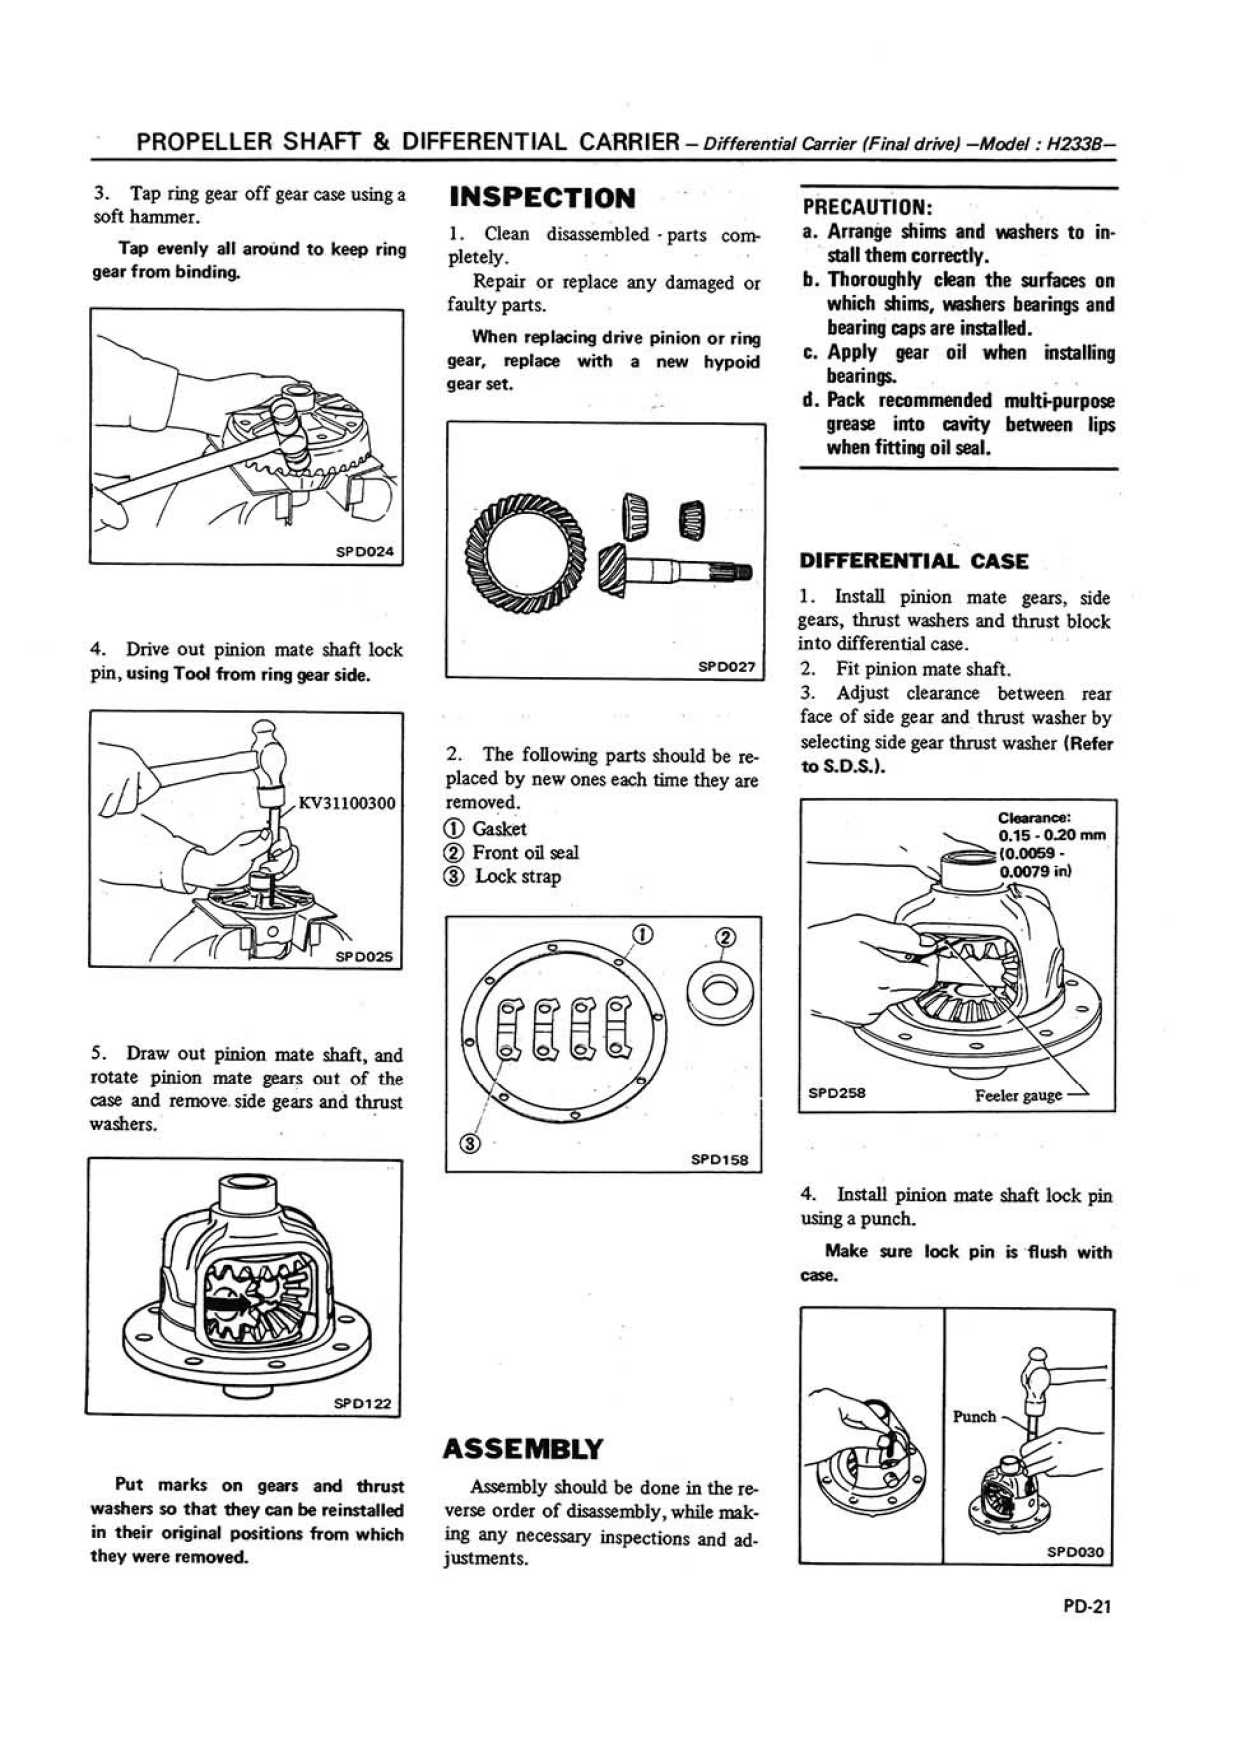 PROPELLER SHAFT & DIFFERENTIAL CARRIER – Differential Carrier (Final drive) –Model : H233B–
3. Tap ring gear off gear case using a
soft hammer.
Tap evenly all around to keep ring
gear from binding.
SPD024
4. Drive out pinion mate shaft lock
pin, using Tool from ring gear side.
KV31100300
SPD025
5. Draw out pinion mate shaft, and
rotate pinion mate gears out of the
case and remove side gears and thrust
washers.
SPD122
Put marks on gears and thrust
washers so that they can be reinstalled
in their original positions from which
they were removed.
INSPECTION
1. Clean disassembled parts com-
pletely.
Repair or replace any damaged or
faulty parts.
When replacing drive pinion or ring
gear, replace with a new hypoid
gear set.
SPD027
2. The following parts should be re-
placed by new ones each time they are
removed.
① Gasket
② Front oil seal
③ Lock strap
①
②
③
SPD158
ASSEMBLY
Assembly should be done in the re-
verse order of disassembly, while mak-
ing any necessary inspections and ad-
justments.
PRECAUTION:
a. Arrange shims and washers to in-
stall them correctly.
b. Thoroughly clean the surfaces on
which shims, washers bearings and
bearing caps are installed.
c. Apply gear oil when installing
bearings.
d. Pack recommended multi-purpose
grease into cavity between lips
when fitting oil seal.
DIFFERENTIAL CASE
1. Install pinion mate gears, side
gears, thrust washers and thrust block
into differential case.
2. Fit pinion mate shaft.
3. Adjust clearance between rear
face of side gear and thrust washer by
selecting side gear thrust washer (Refer
to S.D.S.).
Clearance:
0.15 - 0.20 mm
(0.0059 -
0.0079 in)
SPD258
Feeler gauge
4. Install pinion mate shaft lock pin
using a punch.
Make sure lock pin is flush with
case.
Punch
SPD030
PD-21